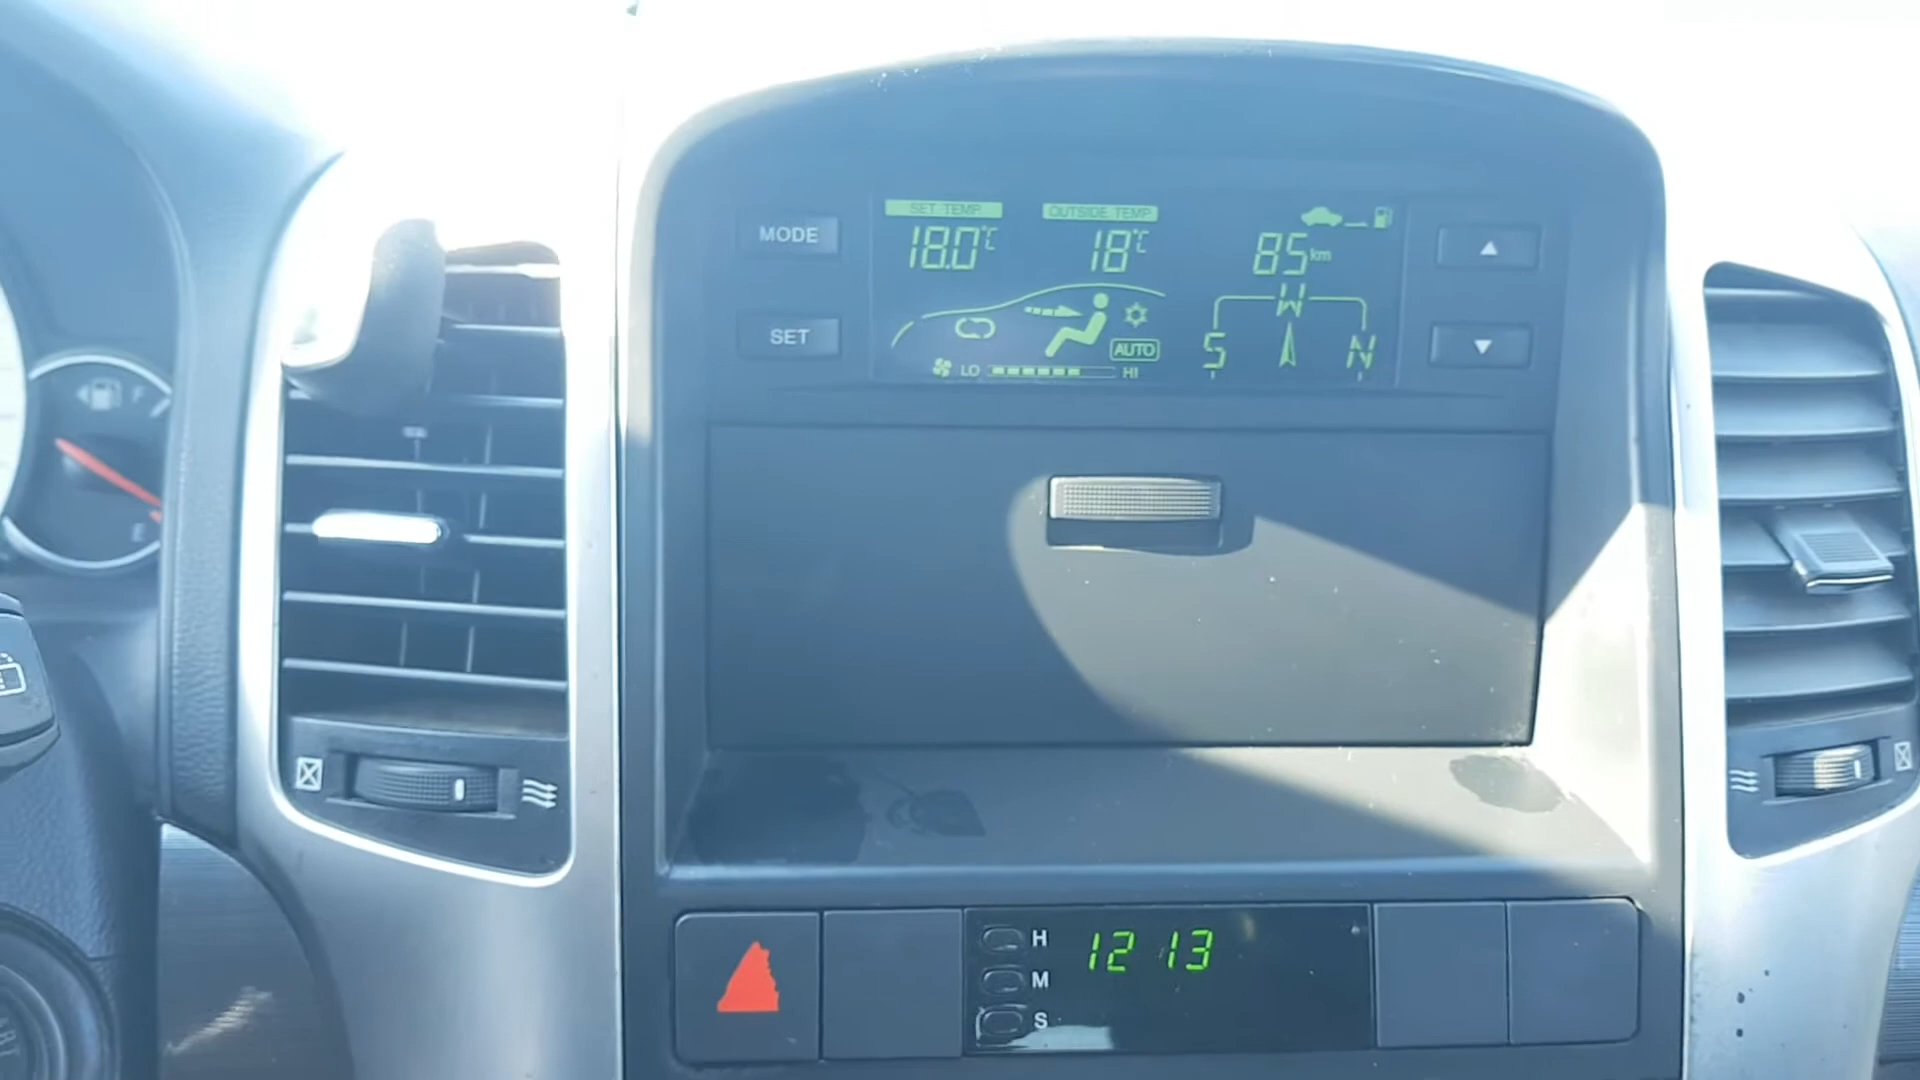 MODE
SET TEMP.
OUTSIDE TEMP.
18.0℃
18℃
85km
W
SET
AUTO
S
N
LO
HI
F
E
H
12 13
M
S